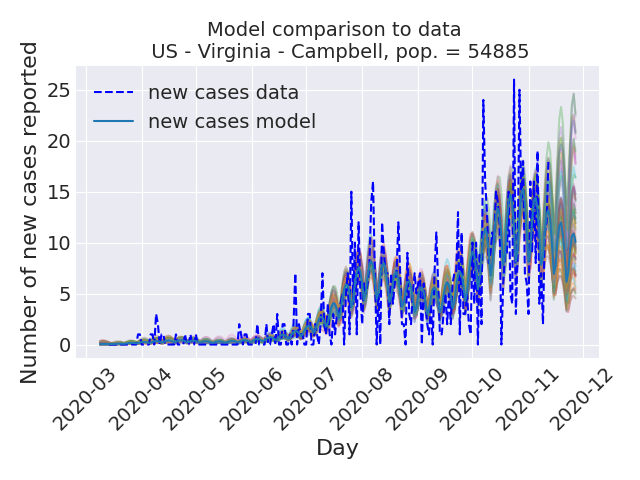 Model comparison to data
US - Virginia - Campbell, pop. = 54885
Number of new cases reported
25
20
15
10
5
0
new cases data
new cases model
2020-03
2020-04
2020-05
2020-06
2020-07
2020-08
2020-09
2020-10
2020-11
2020-12
Day